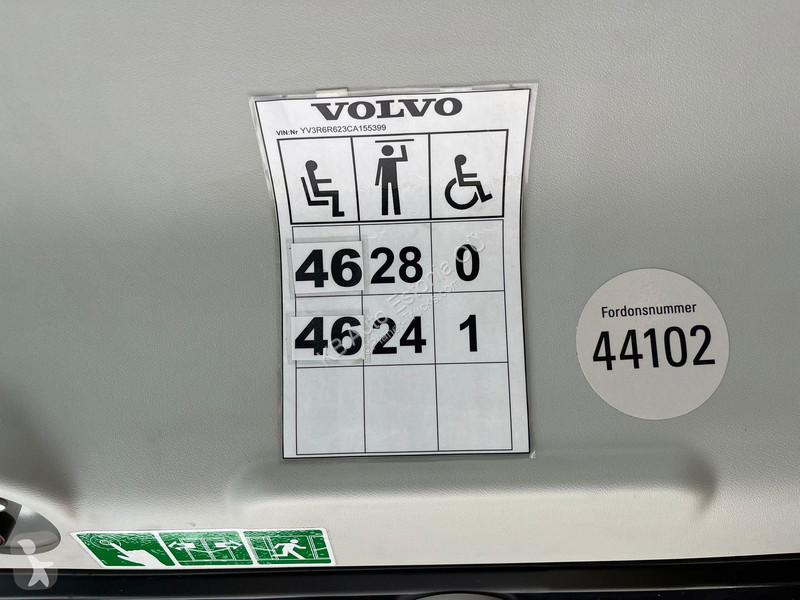 VOLVO
VIN:Nr YV3R6R623CA155399
46 28 0
46 24 1
Fordonsnummer
44102